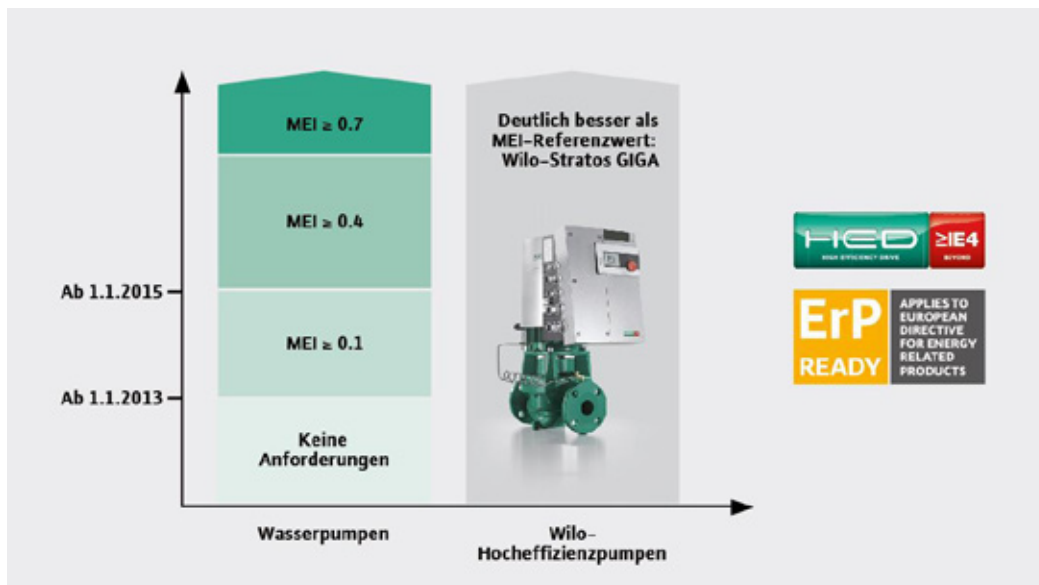 MEI ≥ 0.7
MEI ≥ 0.4
Ab 1.1.2015
MEI ≥ 0.1
Ab 1.1.2013
Keine
Anforderungen
Wasserpumpen
Deutlich besser als
MEI-Referenzwert:
Wilo-Stratos GIGA
Wilo-
Hocheffizienzpumpen
HED
HIGH EFFICIENCY DRIVE
≥IE4
BEYOND
ErP
READY
APPLIES TO
EUROPEAN
DIRECTIVE
FOR ENERGY
RELATED
PRODUCTS